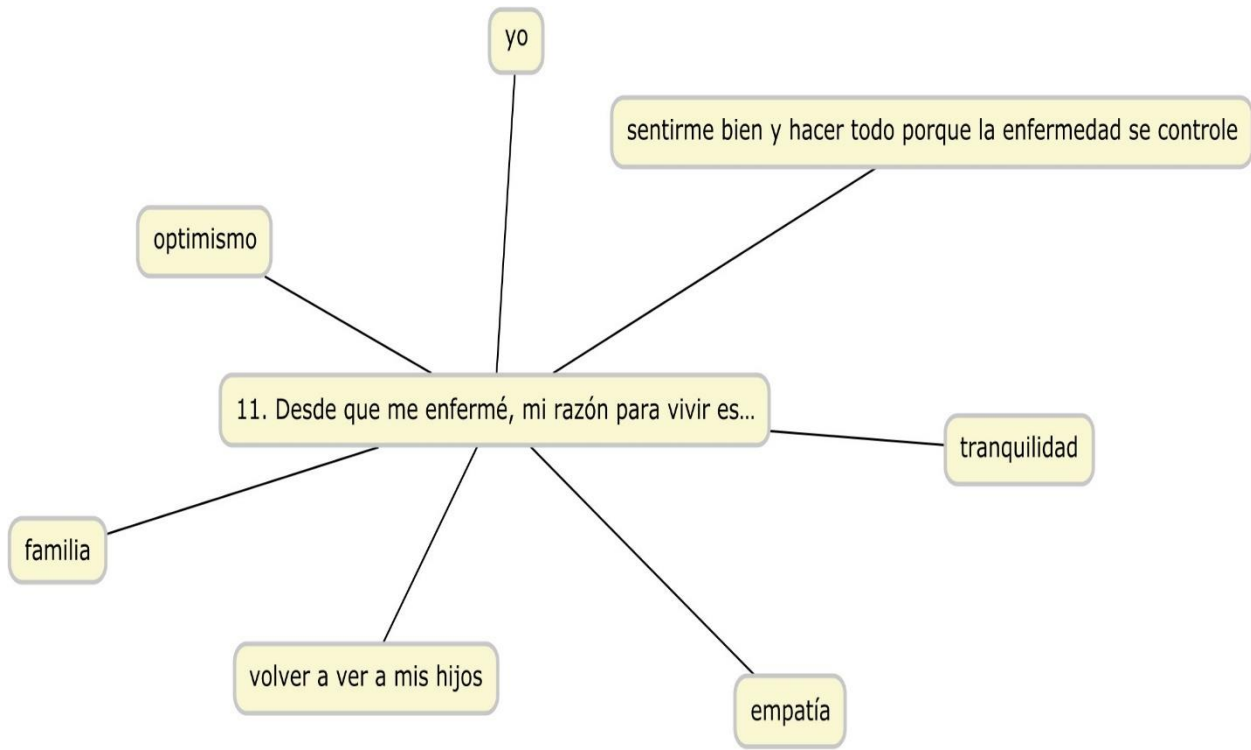 yo
sentirme bien y hacer todo porque la enfermedad se controle
optimismo
11. Desde que me enfermé, mi razón para vivir es...
tranquilidad
familia
volver a ver a mis hijos
empatía